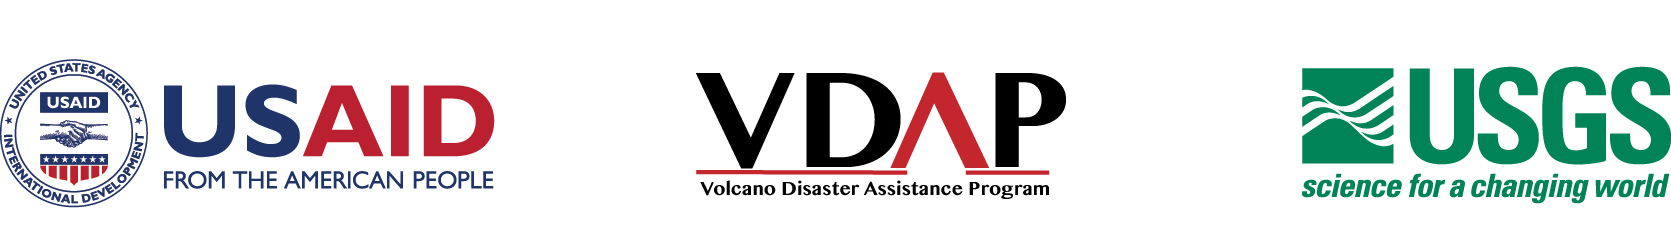 UNITED STATES AGENCY
USAID
INTERNATIONAL DEVELOPMENT
USAID
FROM THE AMERICAN PEOPLE
VDAP
Volcano Disaster Assistance Program
USGS
science for a changing world